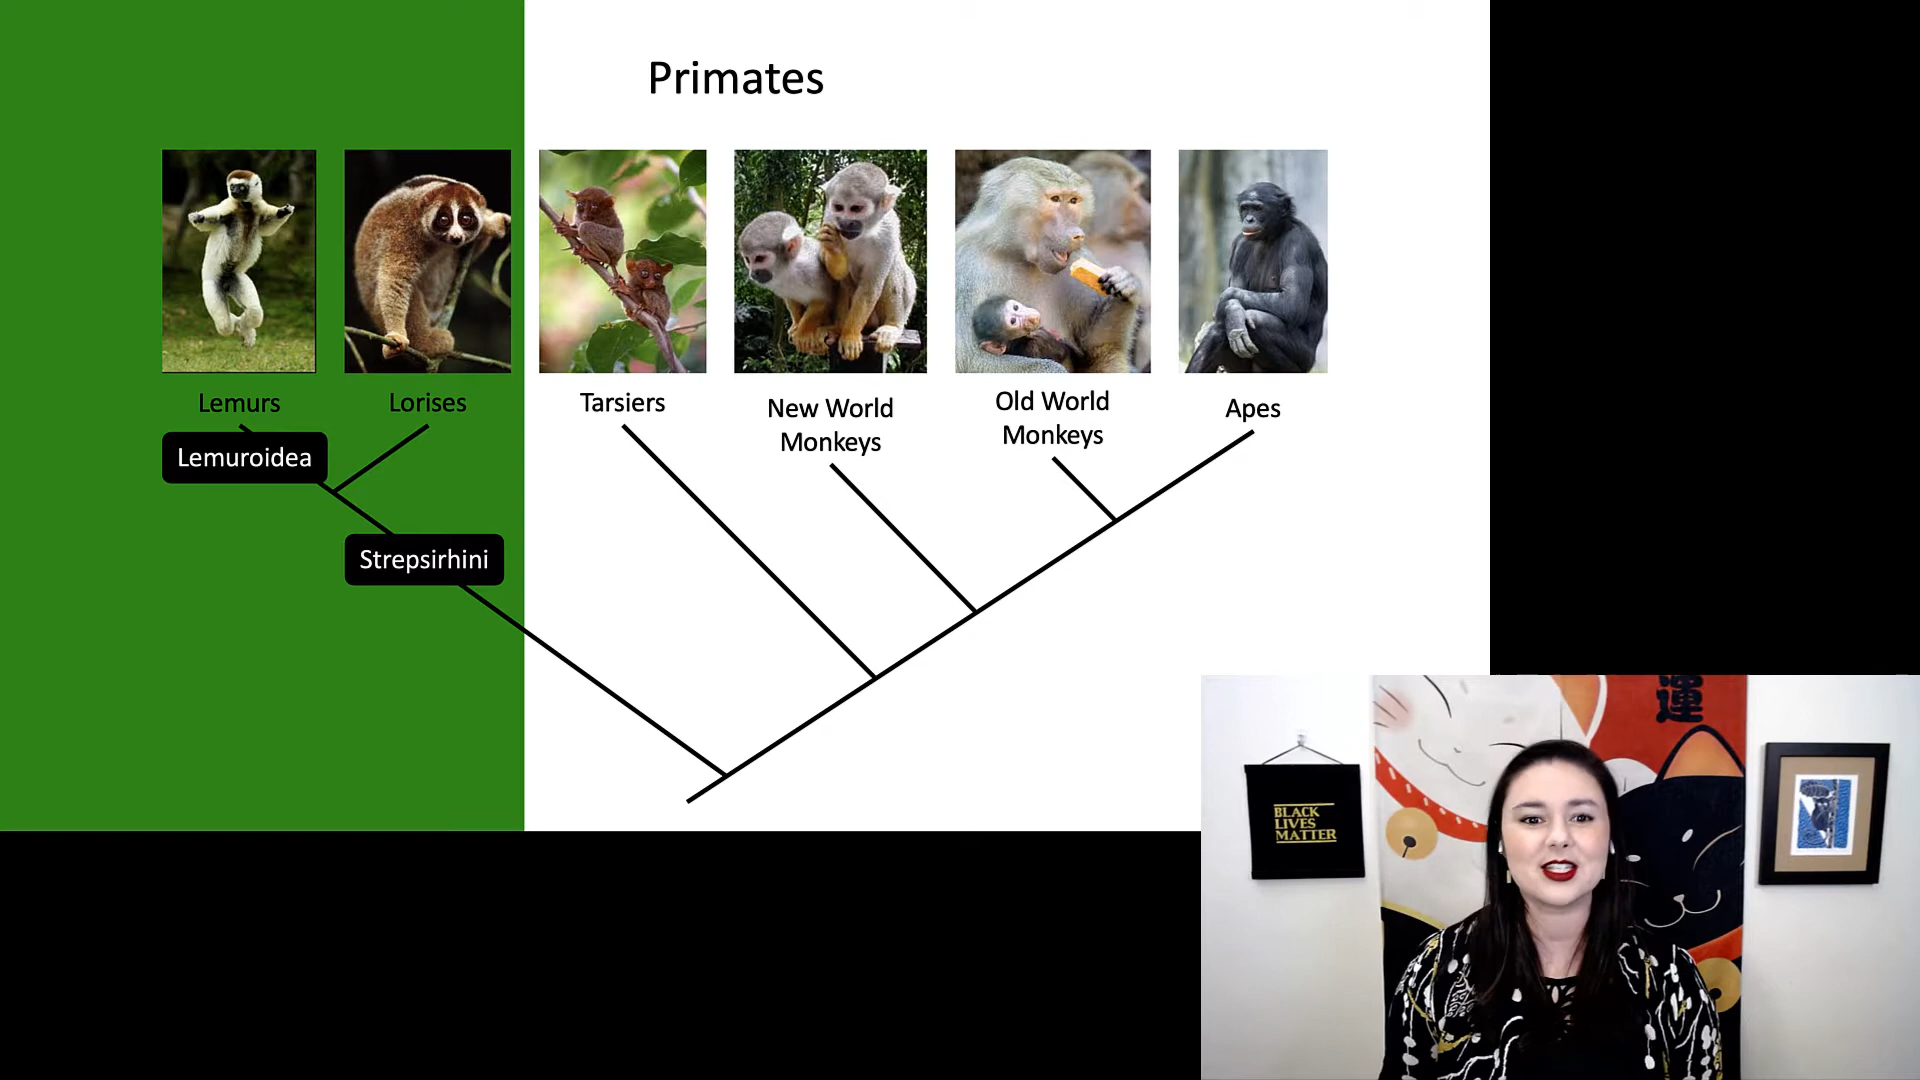 Primates
Lemurs
Lorises
Tarsiers
New World
Monkeys
Old World
Monkeys
Apes
Lemuroidea
Strepsirhini
運
BLACK
LIVES
MATTER